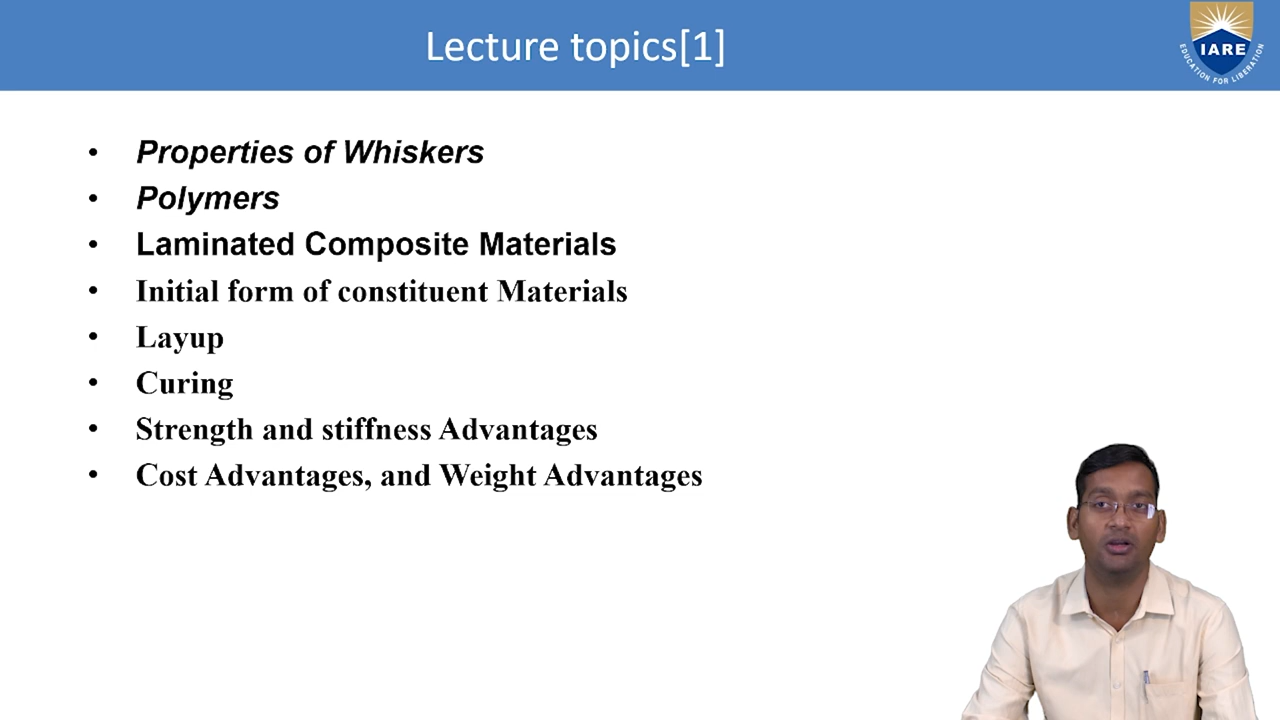 Lecture topics[1]
IARE
EDUCATION FOR LIBERATION
• Properties of Whiskers
• Polymers
• Laminated Composite Materials
• Initial form of constituent Materials
• Layup
• Curing
• Strength and stiffness Advantages
• Cost Advantages, and Weight Advantages